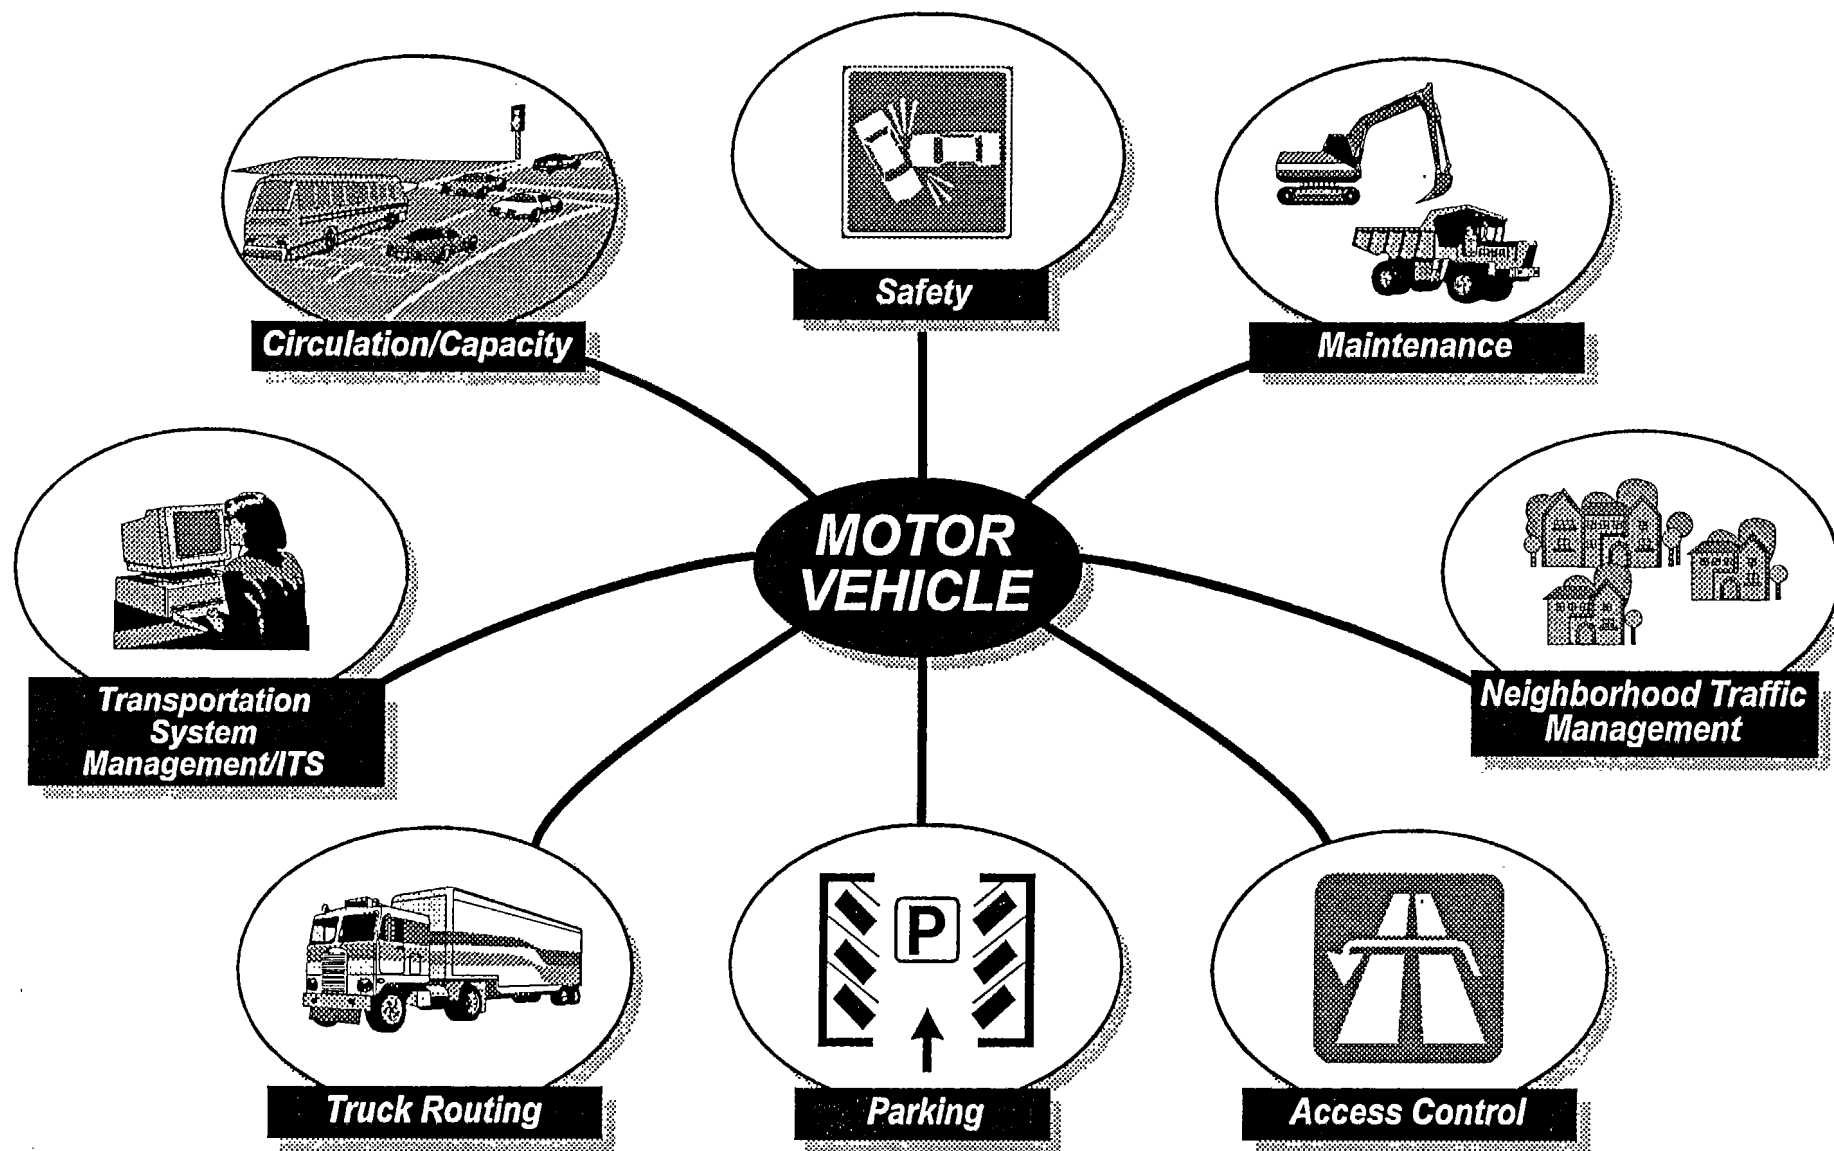 Safety
Circulation/Capacity
Maintenance
MOTOR
VEHICLE
Transportation
System
Management/ITS
Neighborhood Traffic
Management
P
Truck Routing
Parking
Access Control